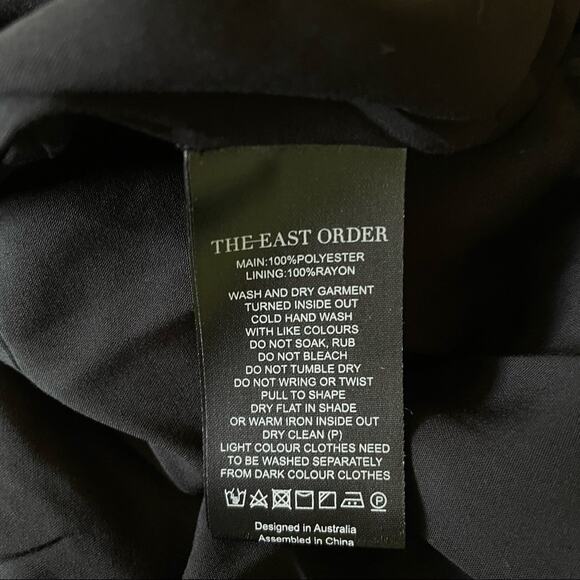 THE EAST ORDER
MAIN:100%POLYESTER
LINING:100%RAYON
WASH AND DRY GARMENT
TURNED INSIDE OUT
COLD HAND WASH
WITH LIKE COLOURS
DO NOT SOAK, RUB
DO NOT BLEACH
DO NOT TUMBLE DRY
DO NOT WRING OR TWIST
PULL TO SHAPE
DRY FLAT IN SHADE
OR WARM IRON INSIDE OUT
DRY CLEAN (P)
LIGHT COLOUR CLOTHES NEED
TO BE WASHED SEPARATELY
FROM DARK COLOUR CLOTHES
P
Designed in Australia
Assembled in China